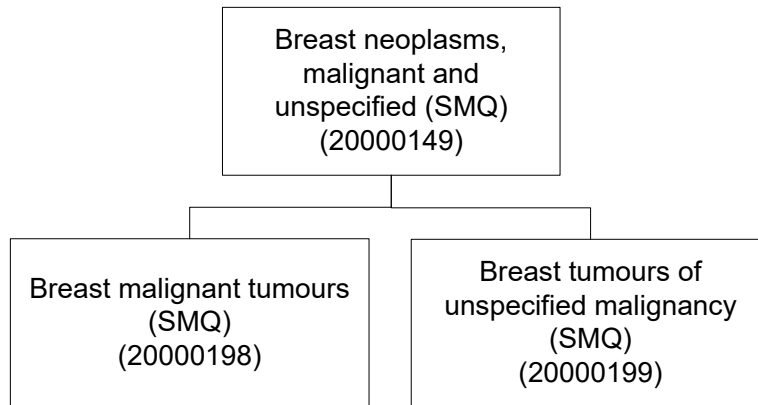 Breast neoplasms,
malignant and
unspecified (SMQ)
(20000149)
Breast malignant tumours
(SMQ)
(20000198)
Breast tumours of
unspecified malignancy
(SMQ)
(20000199)